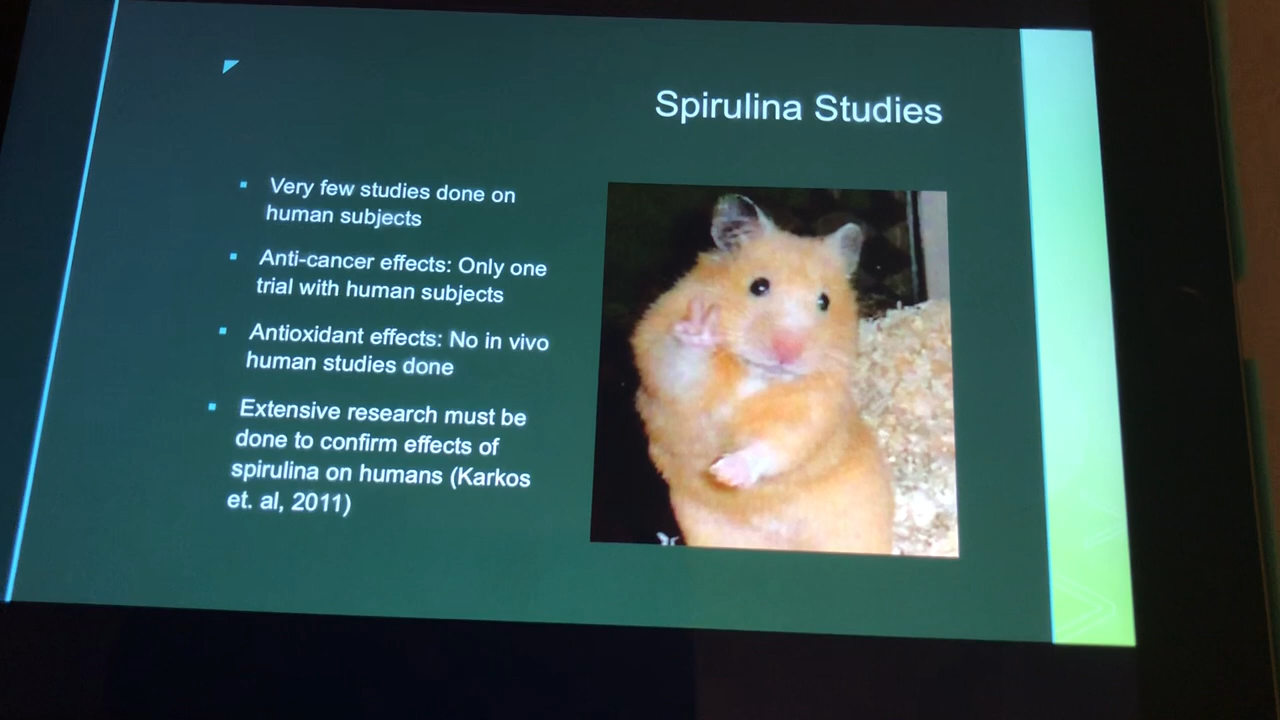 Spirulina Studies
Very few studies done on
human subjects
Anti-cancer effects: Only one
trial with human subjects
Antioxidant effects: No in vivo
human studies done
Extensive research must be
done to confirm effects of
spirulina on humans (Karkos
et. al, 2011)